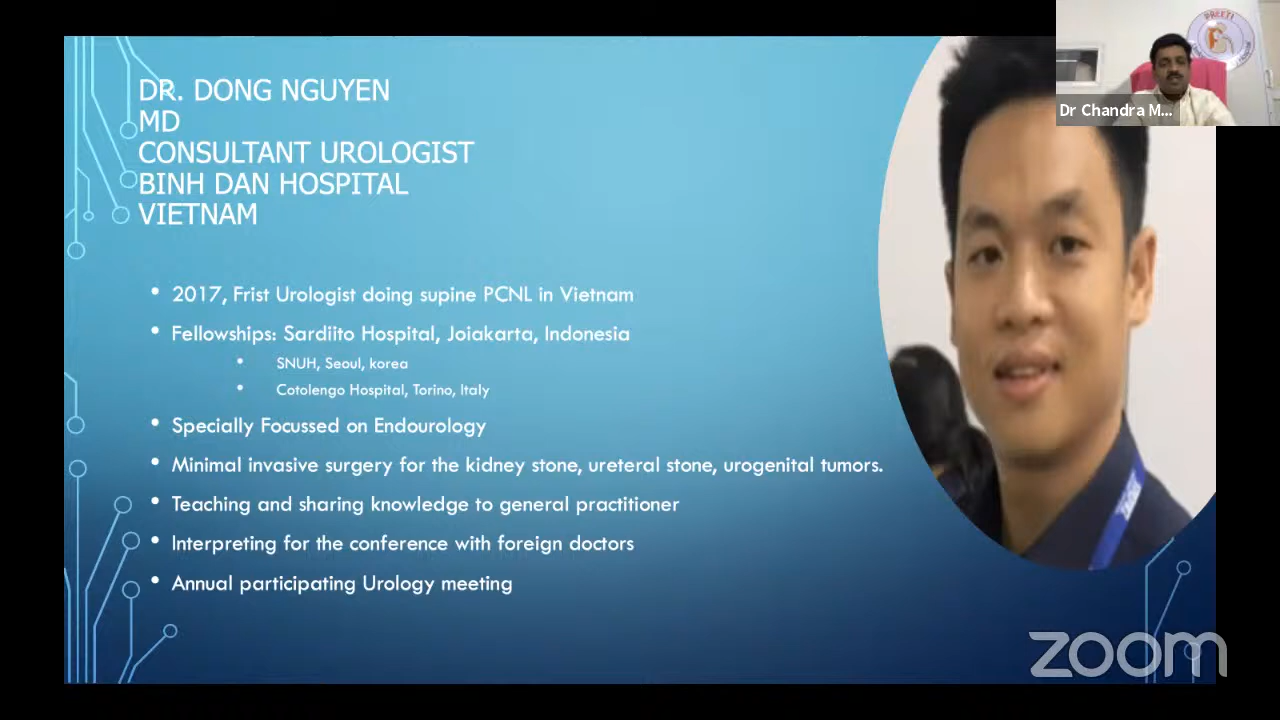 DR. DONG NGUYEN
MD
CONSULTANT UROLOGIST
BINH DAN HOSPITAL
VIETNAM
• 2017, Frist Urologist doing supine PCNL in Vietnam
• Fellowships: Sardiito Hospital, Joiakarta, Indonesia
• SNUH, Seoul, korea
• Cotolengo Hospital, Torino, Italy
• Specially Focussed on Endourology
• Minimal invasive surgery for the kidney stone, ureteral stone, urogenital tumors.
• Teaching and sharing knowledge to general practitioner
• Interpreting for the conference with foreign doctors
• Annual participating Urology meeting
PREETI
Dr Chandra M...
zoom